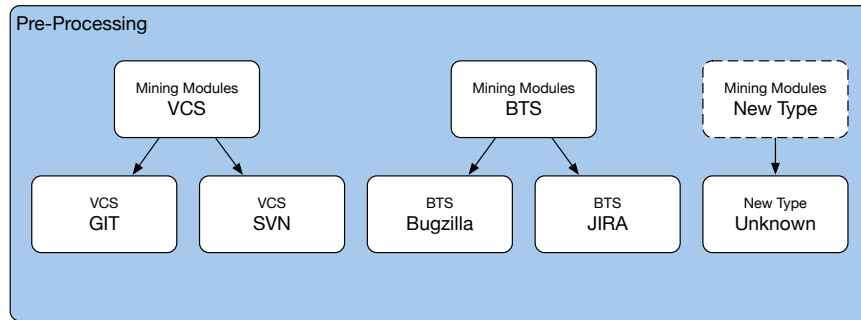 Pre-Processing
Mining Modules
VCS
Mining Modules
BTS
Mining Modules
New Type
VCS
GIT
VCS
SVN
BTS
Bugzilla
BTS
JIRA
New Type
Unknown